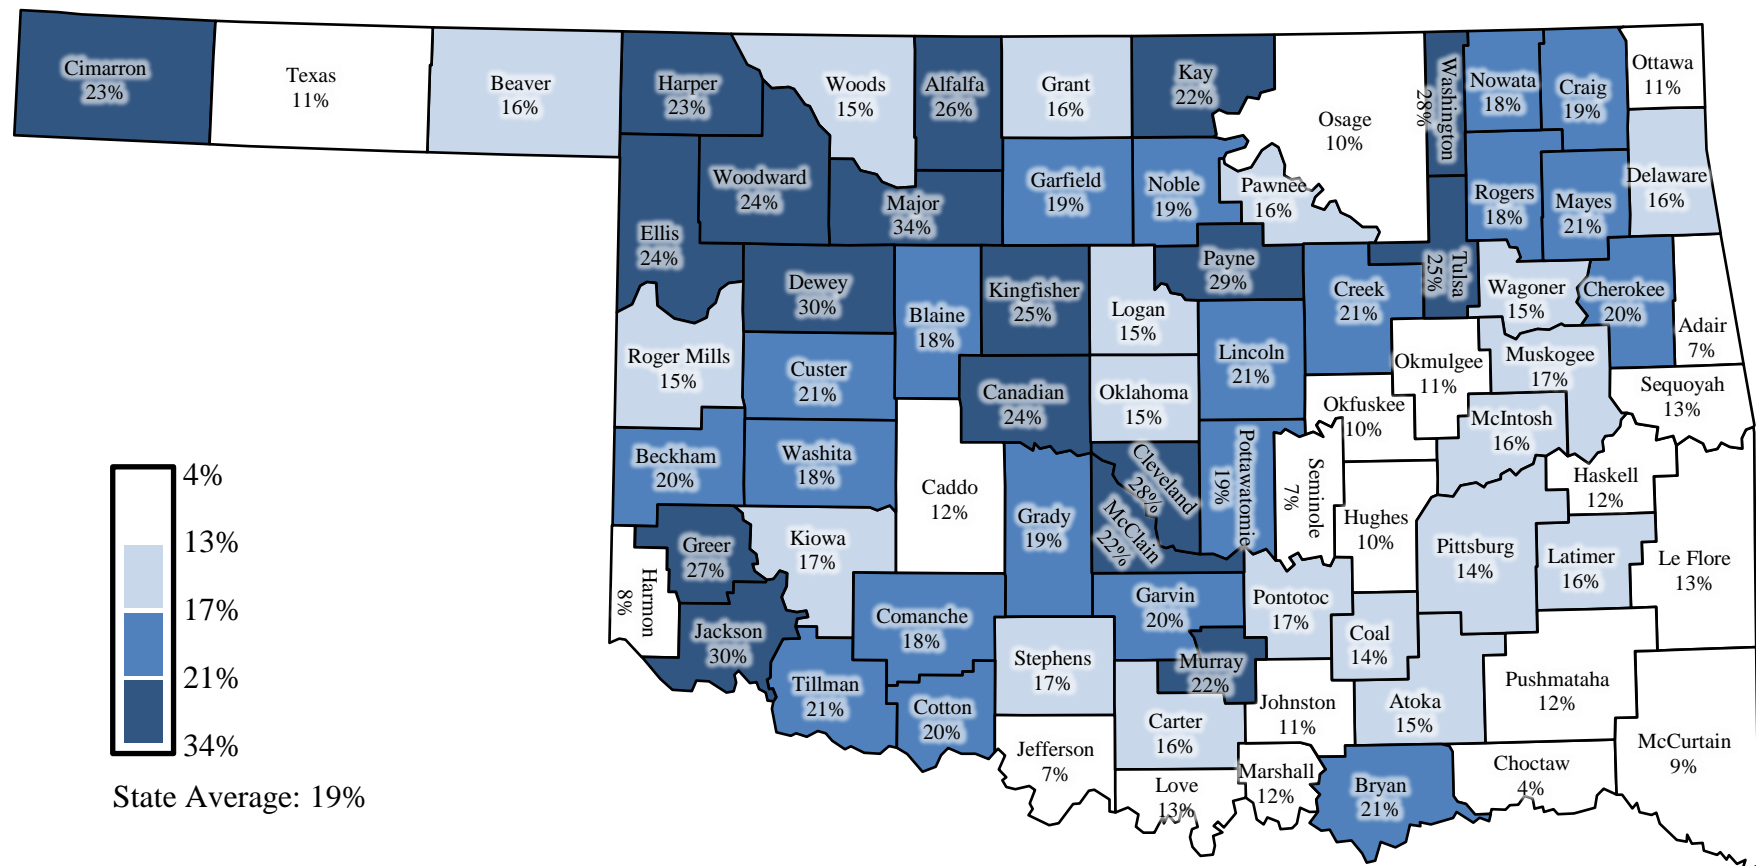 Cimarron
23%
Texas
11%
Beaver
16%
Harper
23%
Woods
15%
Alfalfa
26%
Grant
16%
Kay
22%
Osage
10%
Washington
28%
Nowata
18%
Craig
19%
Ottawa
11%
Woodward
24%
Major
34%
Garfield
19%
Noble
19%
Pawnee
16%
Rogers
18%
Mayes
21%
Delaware
16%
Ellis
24%
Dewey
30%
Blaine
18%
Kingfisher
25%
Logan
15%
Payne
29%
Creek
21%
Tulsa
25%
Wagoner
15%
Cherokee
20%
Adair
7%
Roger Mills
15%
Custer
21%
Canadian
24%
Oklahoma
15%
Lincoln
21%
Okmulgee
11%
Muskogee
17%
Sequoyah
13%
Okfuskee
10%
McIntosh
16%
Beckham
20%
Washita
18%
Caddo
12%
Grady
19%
Cleveland
28%
McClain
22%
Pottawatomie
19%
Seminole
7%
Hughes
10%
Haskell
12%
Pittsburg
14%
Latimer
16%
Le Flore
13%
Greer
27%
Kiowa
17%
Harmon
8%
Jackson
30%
Comanche
18%
Garvin
20%
Pontotoc
17%
Coal
14%
Tillman
21%
Cotton
20%
Stephens
17%
Murray
22%
Johnston
11%
Atoka
15%
Pushmataha
12%
Carter
16%
Jefferson
7%
Love
13%
Marshall
12%
Bryan
21%
Choctaw
4%
McCurtain
9%
4%
13%
17%
21%
34%
State Average: 19%